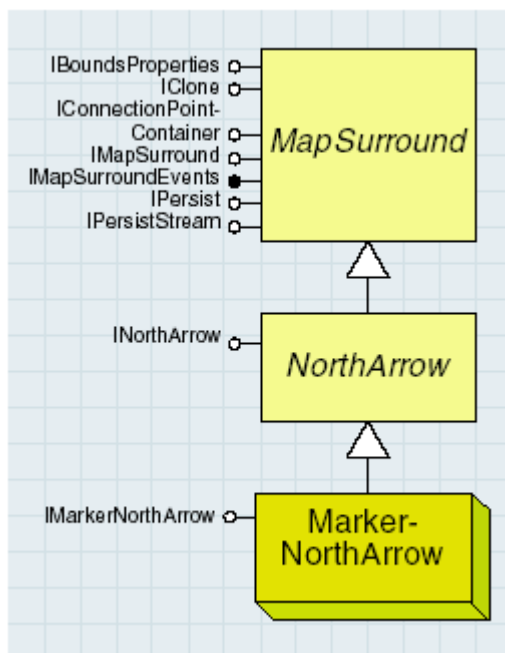 IBoundsProperties
IClone
IConnectionPoint-
Container
IMapSurround
IMapSurroundEvents
IPersist
IPersistStream
MapSurround
INorthArrow
NorthArrow
IMarkerNorthArrow
Marker-
NorthArrow